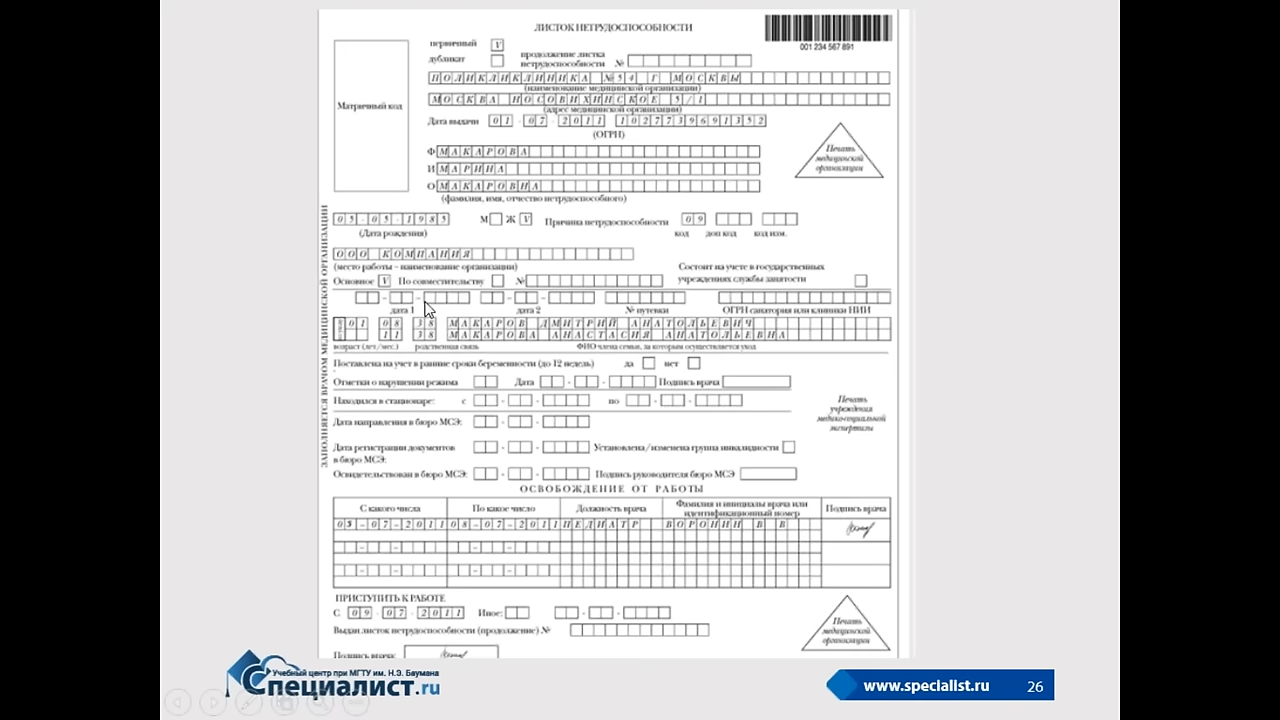 ЛИСТОК НЕТРУДОСПОСОБНОСТИ
001 234 567 891
первичный V
дубликат
продолжение листка нетрудоспособности №
Матричный код
ПОЛИКЛИКЛИНИКА №54 Г МОСКВЫ
(наименование медицинской организации)
МОСКВА НОСОВИХИНСКОЕ 5/1
(адрес медицинской организации)
Дата выдачи 01 - 07 - 2011 1027739691352
(ОГРН)
Печать медицинской организации
Ф МАКАРОВА
И МАРИНА
О МАКАРОВНА
(фамилия, имя, отчество нетрудоспособного)
05-05-1985 М Ж V Причина нетрудоспособности 09
(Дата рождения) код доп код код изм.
ООО КОМПАНИЯ
(место работы – наименование организации)
Состоит на учете в государственных учреждениях службы занятости
Основное V По совместительству №
дата 1 дата 2 № путевки ОГРН санатория или клиники НИИ
01 08 38 МАКАРОВ ДМИТРИЙ АНАТОЛЬЕВИЧ
11 38 МАКАРОВА АНАСТАСИЯ АНАТОЛЬЕВНА
возраст (лет/мес.) родственная связь ФИО члена семьи, за которым осуществляется уход
Поставлена на учет в ранние сроки беременности (до 12 недель) да нет
Отметки о нарушении режима Дата Подпись врача
Находился в стационаре: с по
Печать учреждения медико-социальной экспертизы
Дата направления в бюро МСЭ:
Дата регистрации документов в бюро МСЭ:
Установлена/изменена группа инвалидности
Освидетельствован в бюро МСЭ: Подпись руководителя бюро МСЭ
ОСВОБОЖДЕНИЕ ОТ РАБОТЫ
С какого числа По какое число Должность врача Фамилия и инициалы врача или идентификационный номер Подпись врача
03-07-2011 08-07-2011 ПЕДИАТР ВОРОНИН В В
ПРИСТУПИТЬ К РАБОТЕ
С 09 - 07 - 2011 Иное:
Выдан листок нетрудоспособности (продолжение) №
Печать медицинской организации
Подпись врача:
ЗАПОЛНЯЕТСЯ ВРАЧОМ МЕДИЦИНСКОЙ ОРГАНИЗАЦИИ
Учебный центр при МГТУ им. Н.Э. Баумана
Специалист.ru
www.specialist.ru 26